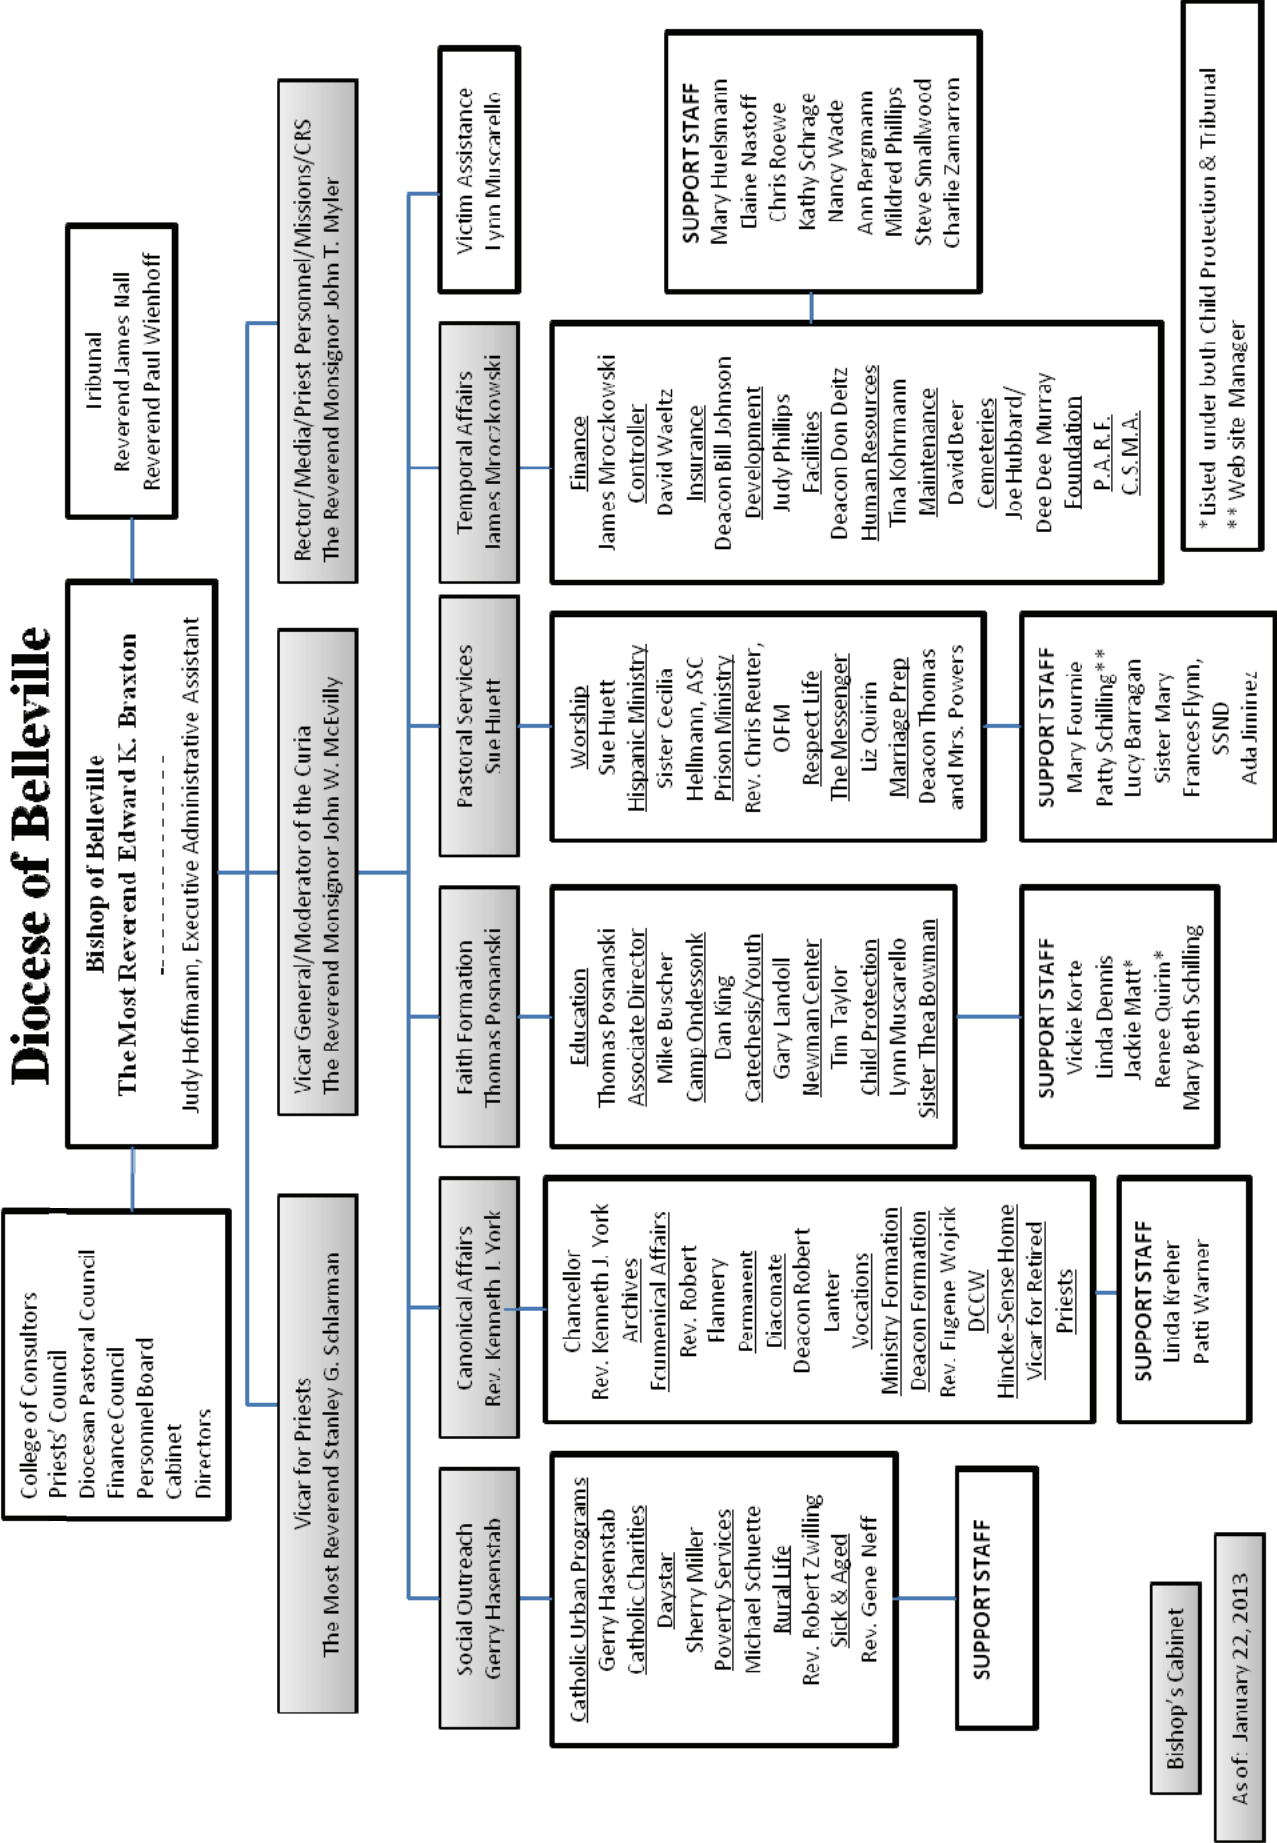 Diocese of Belleville
College of Consultors
Priests' Council
Diocesan Pastoral Council
Finance Council
Personnel Board
Cabinet
Directors
Bishop of Belleville
The Most Reverend Edward K. Braxton
----------
Judy Hoffmann, Executive Administrative Assistant
Tribunal
Reverend James Nall
Reverend Paul Wienhoff
Vicar for Priests
The Most Reverend Stanley G. Schlarman
Vicar General/Moderator of the Curia
The Reverend Monsignor John W. McEvilly
Rector/Media/Priest Personnel/Missions/CRS
The Reverend Monsignor John T. Myler
Social Outreach
Gerry Hasenstab
Canonical Affairs
Rev. Kenneth J. York
Faith Formation
Thomas Posnanski
Pastoral Services
Sue Huett
Temporal Affairs
James Mroczkowski
Victim Assistance
Lynn Muscarello
Catholic Urban Programs
Gerry Hasenstab
Catholic Charities
Daystar
Sherry Miller
Poverty Services
Michael Schuette
Rural Life
Rev. Robert Zwilling
Sick & Aged
Rev. Gene Neff
SUPPORT STAFF
Chancellor
Rev. Kenneth J. York
Archives
Ecumenical Affairs
Rev. Robert
Flannery
Permanent
Diaconate
Deacon Robert
Lanter
Vocations
Ministry Formation
Deacon Formation
Rev. Eugene Wojcik
DCCW
Hincke-Sense Home
Vicar for Retired
Priests
SUPPORT STAFF
Linda Kreher
Patti Warner
Education
Thomas Posnanski
Associate Director
Mike Buscher
Camp Ondessonk
Dan King
Catechesis/Youth
Gary Landoll
Newman Center
Tim Taylor
Child Protection
Lynn Muscarello
Sister Thea Bowman
SUPPORT STAFF
Vickie Korte
Linda Dennis
Jackie Matt*
Renee Quirin*
Mary Beth Schilling
Worship
Sue Huett
Hispanic Ministry
Sister Cecilia
Hellmann, ASC
Prison Ministry
Rev. Chris Reuter,
OFM
Respect Life
The Messenger
Liz Quirin
Marriage Prep
Deacon Thomas
and Mrs. Powers
SUPPORT STAFF
Mary Fournie
Patty Schilling**
Lucy Barragan
Sister Mary
Frances Flynn,
SSND
Ada Jiminez
Finance
James Mroczkowski
Controller
David Waeltz
Insurance
Deacon Bill Johnson
Development
Judy Phillips
Facilities
Deacon Don Deitz
Human Resources
Tina Kohrmann
Maintenance
David Beer
Cemeteries
Joe Hubbard/
Dee Dee Murray
Foundation
P.A.R.F.
C.S.M.A.
SUPPORT STAFF
Mary Huelsmann
Elaine Nastoff
Chris Roewe
Kathy Schrage
Nancy Wade
Ann Bergmann
Mildred Phillips
Steve Smallwood
Charlie Zamarron
Bishop's Cabinet
As of: January 22, 2013
*Listed under both Child Protection & Tribunal
** Web site Manager